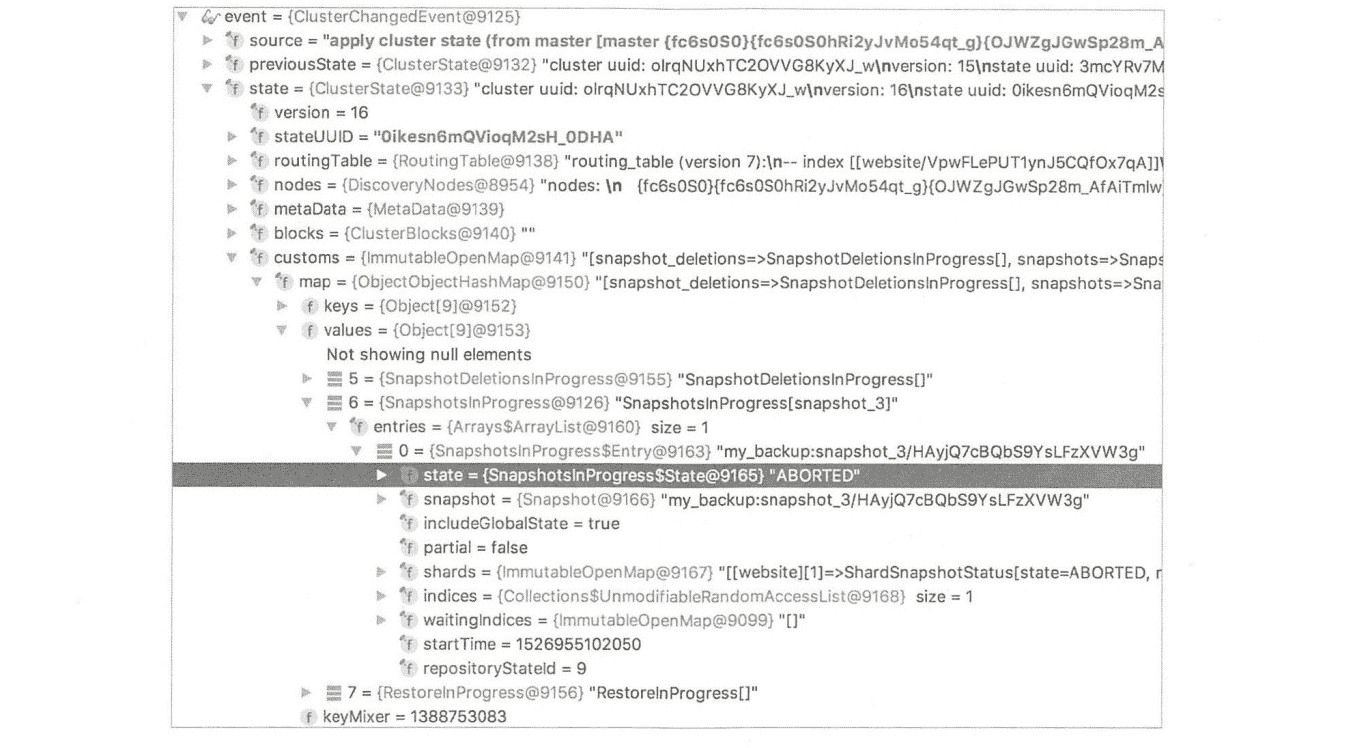 event = {ClusterChangedEvent@9125}
source = "apply cluster state (from master [master {fc6s0S0}{fc6s0S0hRi2yJvMo54qt_g}{OJWZgJGwSp28m_A
previousState = {ClusterState@9132} "cluster uuid: olrqNUxhTC2OVVG8KyXJ_w\nversion: 15\nstate uuid: 3mcYRv7M
state = {ClusterState@9133} "cluster uuid: olrqNUxhTC2OVVG8KyXJ_w\nversion: 16\nstate uuid: 0ikesn6mQVioqM2s
version = 16
stateUUID = "0ikesn6mQVioqM2sH_0DHA"
routingTable = {RoutingTable@9138} "routing_table (version 7):\n-- index [[website/VpwFLePUT1ynJ5CQfOx7qA]]\
nodes = {DiscoveryNodes@8954} "nodes: \n   {fc6s0S0}{fc6s0S0hRi2yJvMo54qt_g}{OJWZgJGwSp28m_AfAiTmlw
metaData = {MetaData@9139}
blocks = {ClusterBlocks@9140} ""
customs = {ImmutableOpenMap@9141} "[snapshot_deletions=>SnapshotDeletionsInProgress[], snapshots=>Snaps
map = {ObjectObjectHashMap@9150} "[snapshot_deletions=>SnapshotDeletionsInProgress[], snapshots=>Sna
keys = {Object[9]@9152}
values = {Object[9]@9153}
Not showing null elements
5 = {SnapshotDeletionsInProgress@9155} "SnapshotDeletionsInProgress[]"
6 = {SnapshotsInProgress@9126} "SnapshotsInProgress[snapshot_3]"
entries = {Arrays$ArrayList@9160} size = 1
0 = {SnapshotsInProgress$Entry@9163} "my_backup:snapshot_3/HAyjQ7cBQbS9YsLFzXVW3g"
state = {SnapshotsInProgress$State@9165} "ABORTED"
snapshot = {Snapshot@9166} "my_backup:snapshot_3/HAyjQ7cBQbS9YsLFzXVW3g"
includeGlobalState = true
partial = false
shards = {ImmutableOpenMap@9167} "[[website][1]=>ShardSnapshotStatus[state=ABORTED, r
indices = {Collections$UnmodifiableRandomAccessList@9168} size = 1
waitingIndices = {ImmutableOpenMap@9099} "[]"
startTime = 1526955102050
repositoryStateId = 9
7 = {RestoreInProgress@9156} "RestoreInProgress[]"
keyMixer = 1388753083